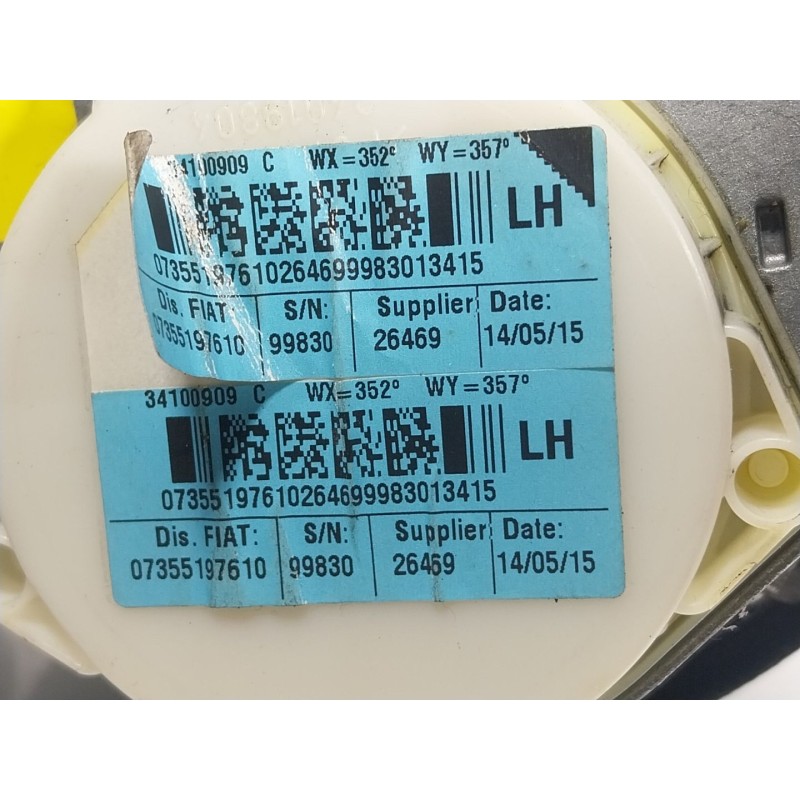 34100909 C WX=352° WY=357°
LH
07355197610264699983013415
Dis. FIAT: S/N: Supplier: Date:
07355197610 99830 26469 14/05/15
34100909 C WX=352° WY=357°
LH
07355197610264699983013415
Dis. FIAT: S/N: Supplier: Date:
07355197610 99830 26469 14/05/15